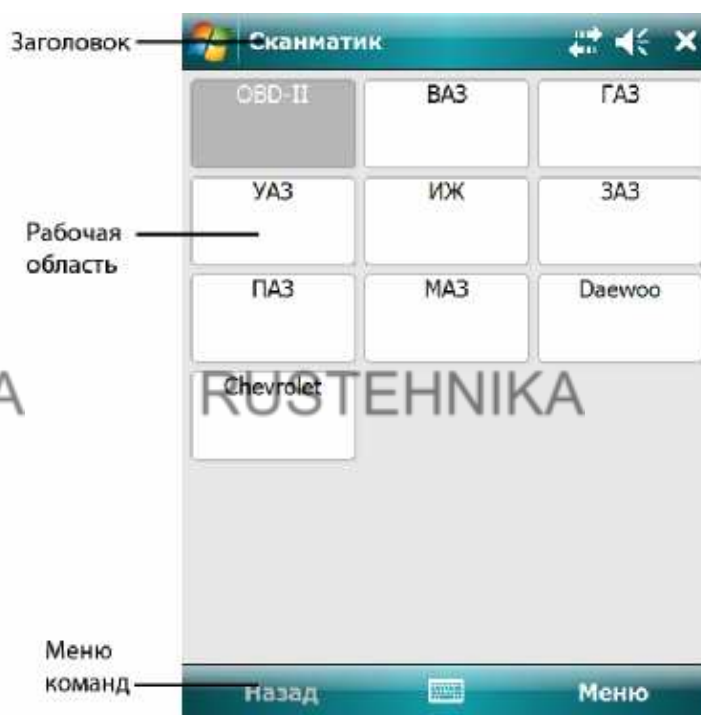 Заголовок
Сканматик
OBD-II ВАЗ ГАЗ
УАЗ ИЖ ЗАЗ
Рабочая
область
ПАЗ МАЗ Daewoo
Chevrolet
A RUSTEHNIKA
Меню
команд
Назад Меню